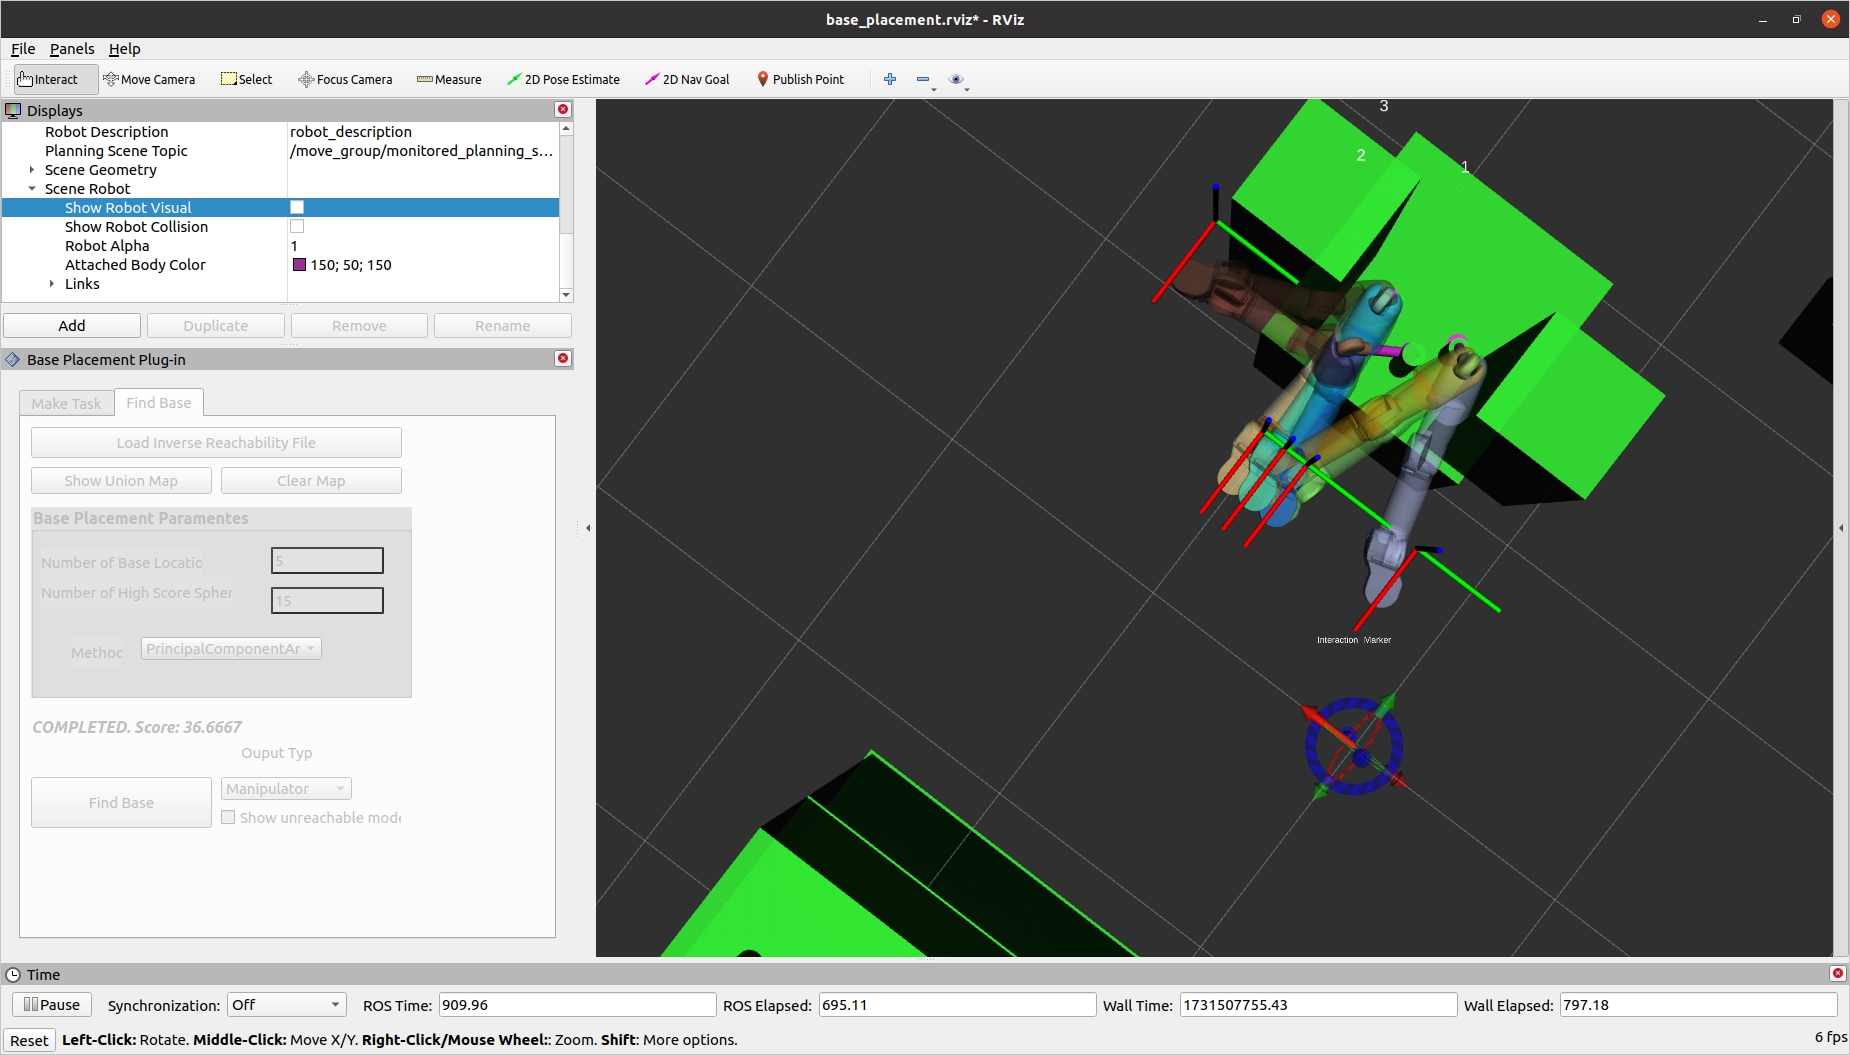 base_placement.rviz* - RViz
File Panels Help
Interact Move Camera Select Focus Camera Measure 2D Pose Estimate 2D Nav Goal Publish Point
Displays
Robot Description robot_description
Planning Scene Topic /move_group/monitored_planning_s...
Scene Geometry
Scene Robot
Show Robot Visual
Show Robot Collision
Robot Alpha 1
Attached Body Color 150; 50; 150
Links
Add Duplicate Remove Rename
Base Placement Plug-in
Make Task Find Base
Load Inverse Reachability File
Show Union Map Clear Map
Base Placement Paramentes
Number of Base Locatio 5
Number of High Score Spher 15
Methoc PrincipalComponentAr
COMPLETED. Score: 36.6667
Ouput Typ
Find Base Manipulator
Show unreachable mode
3
2
1
Interaction Marker
Time
Pause Synchronization: Off ROS Time: 909.96 ROS Elapsed: 695.11 Wall Time: 1731507755.43 Wall Elapsed: 797.18
Reset Left-Click: Rotate. Middle-Click: Move X/Y. Right-Click/Mouse Wheel:: Zoom. Shift: More options. 6 fps